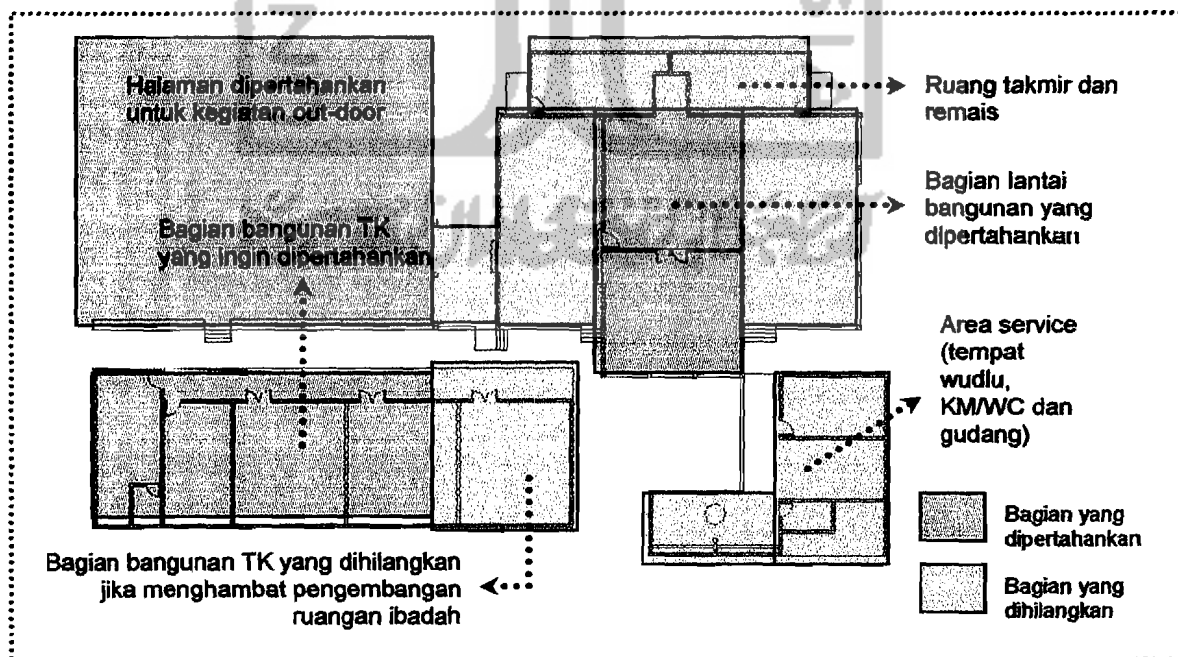 Halaman dipertahankan
untuk kegiatan out-door
Bagian bangunan TK
yang ingin dipertahankan
Ruang takmir dan
remais
Bagian lantai
bangunan yang
dipertahankan
Area service
(tempat
wudlu,
KM/WC dan
gudang)
Bagian bangunan TK yang dihilangkan
jika menghambat pengembangan
ruangan ibadah
Bagian yang
dipertahankan
Bagian yang
dihilangkan